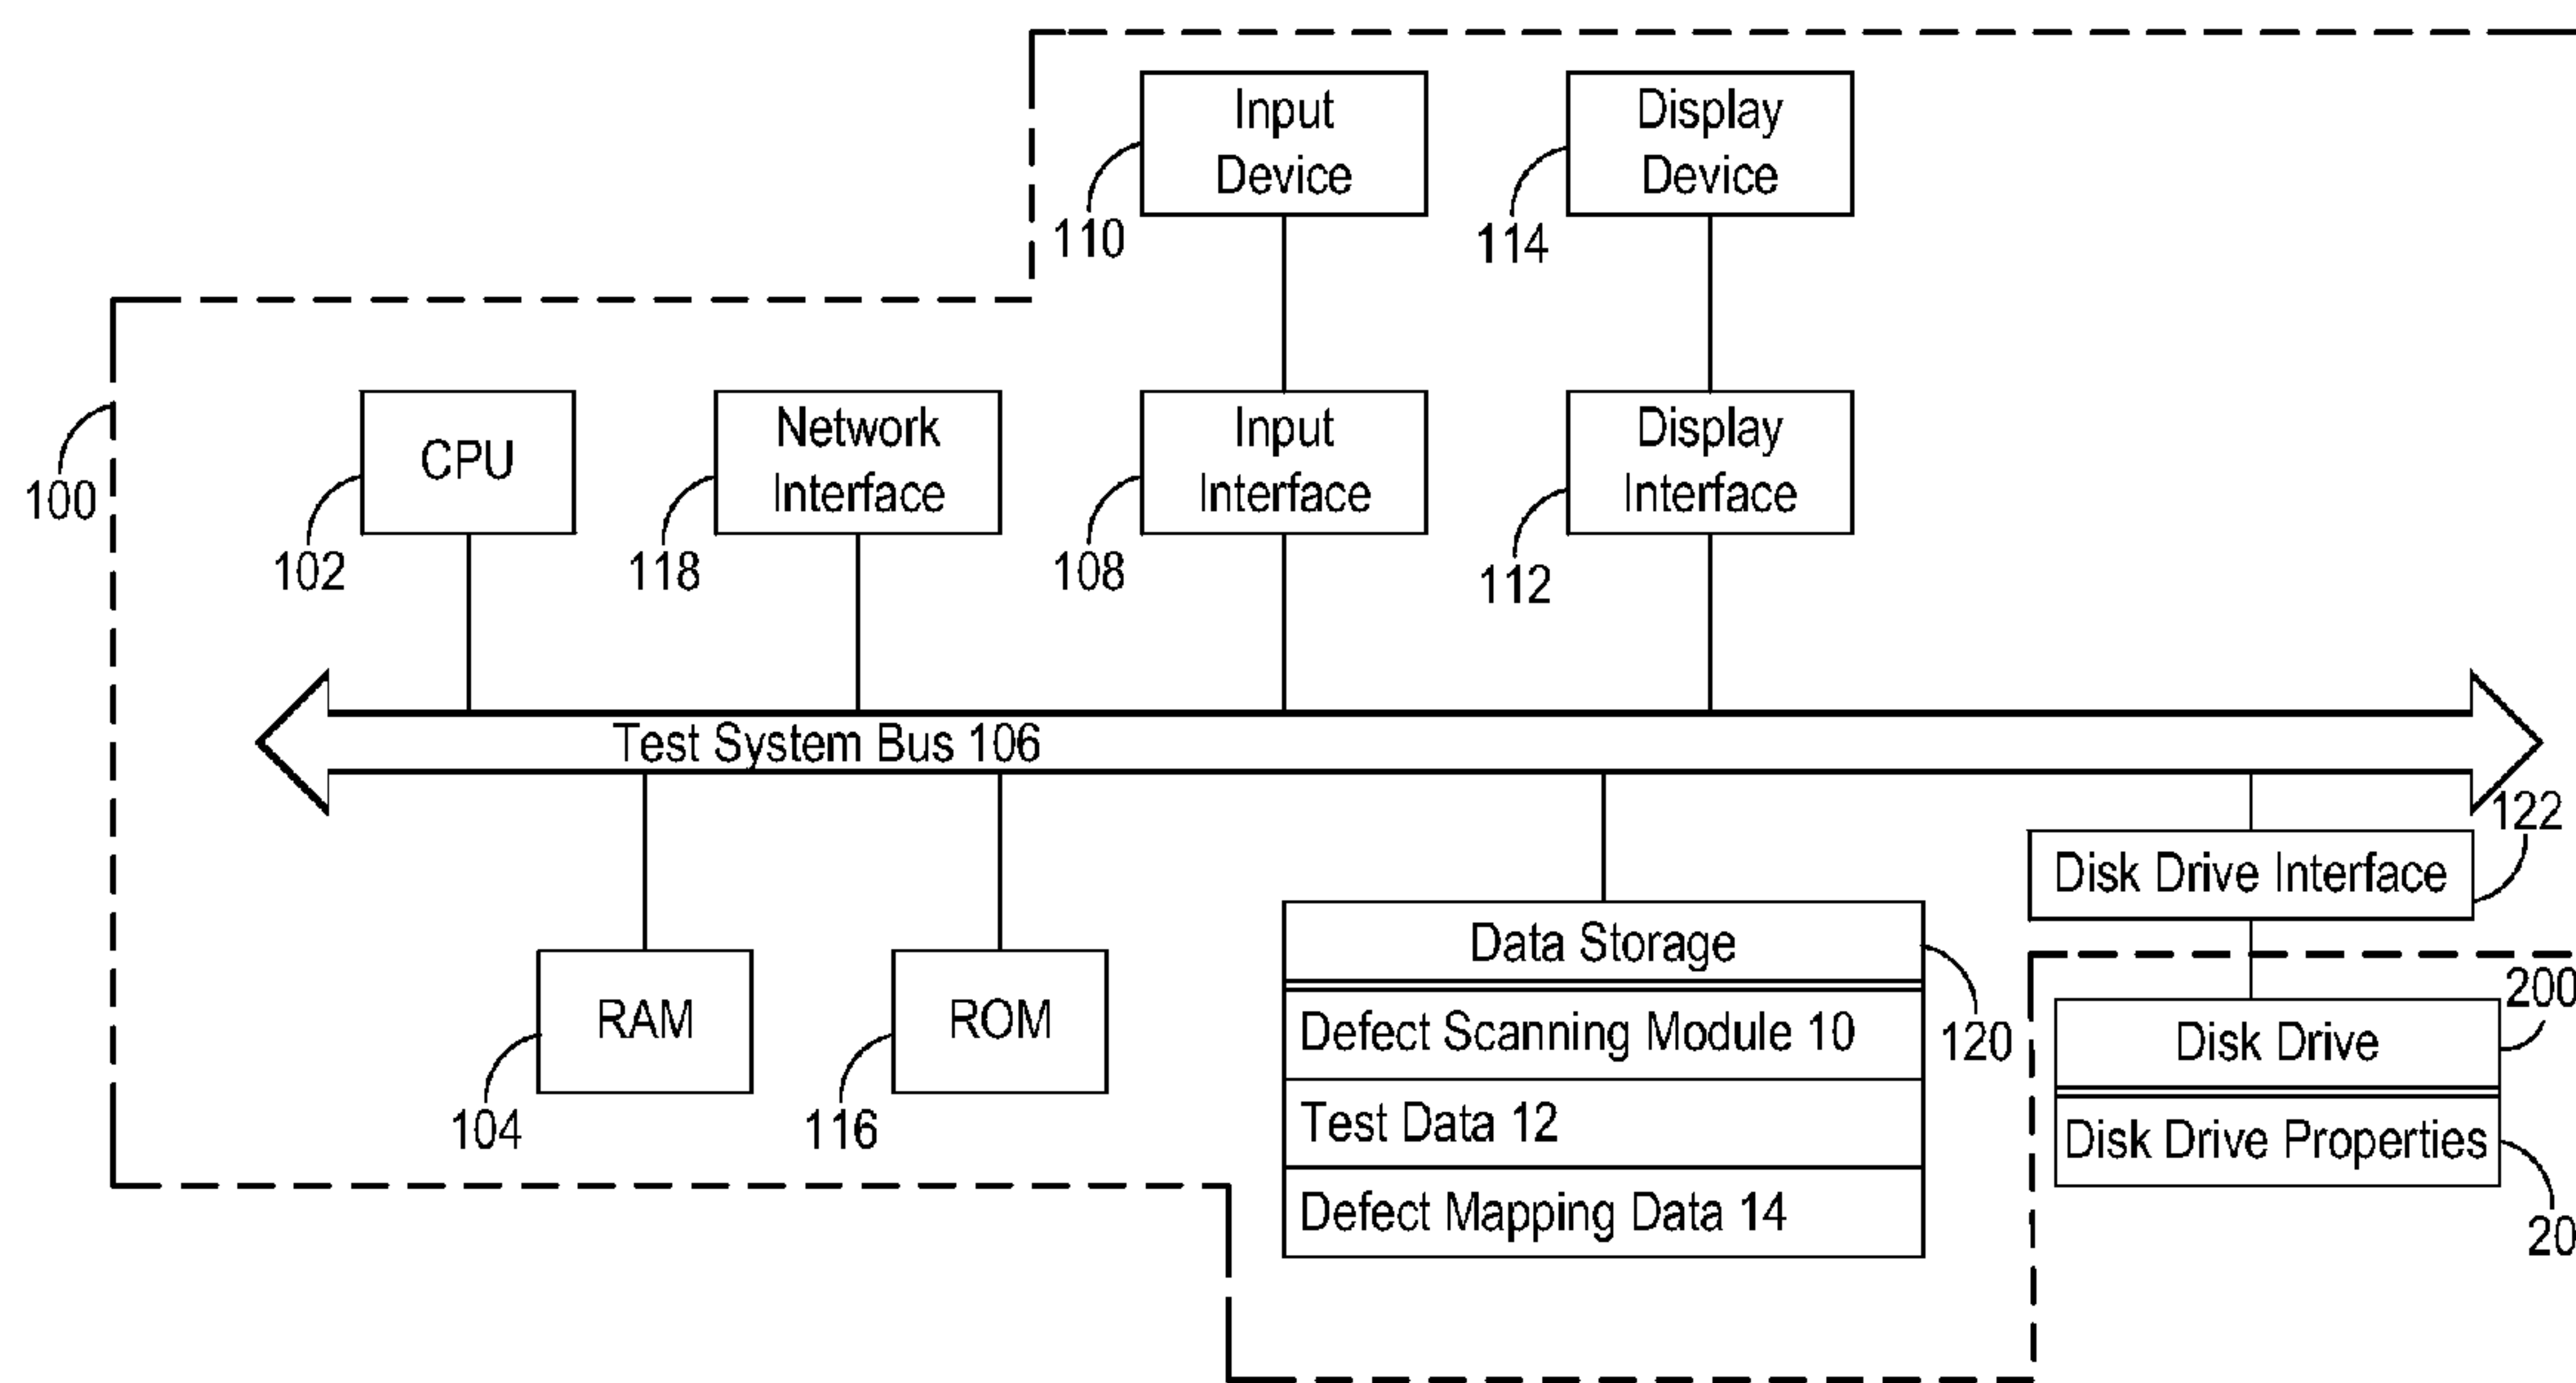 Input
Device
110
Display
Device
114
100
CPU
102
Network
Interface
118
Input
Interface
108
Display
Interface
112
Test System Bus 106
122
Disk Drive Interface
RAM
104
ROM
116
Data Storage
120
Defect Scanning Module 10
Test Data 12
Defect Mapping Data 14
200
Disk Drive
Disk Drive Properties
20